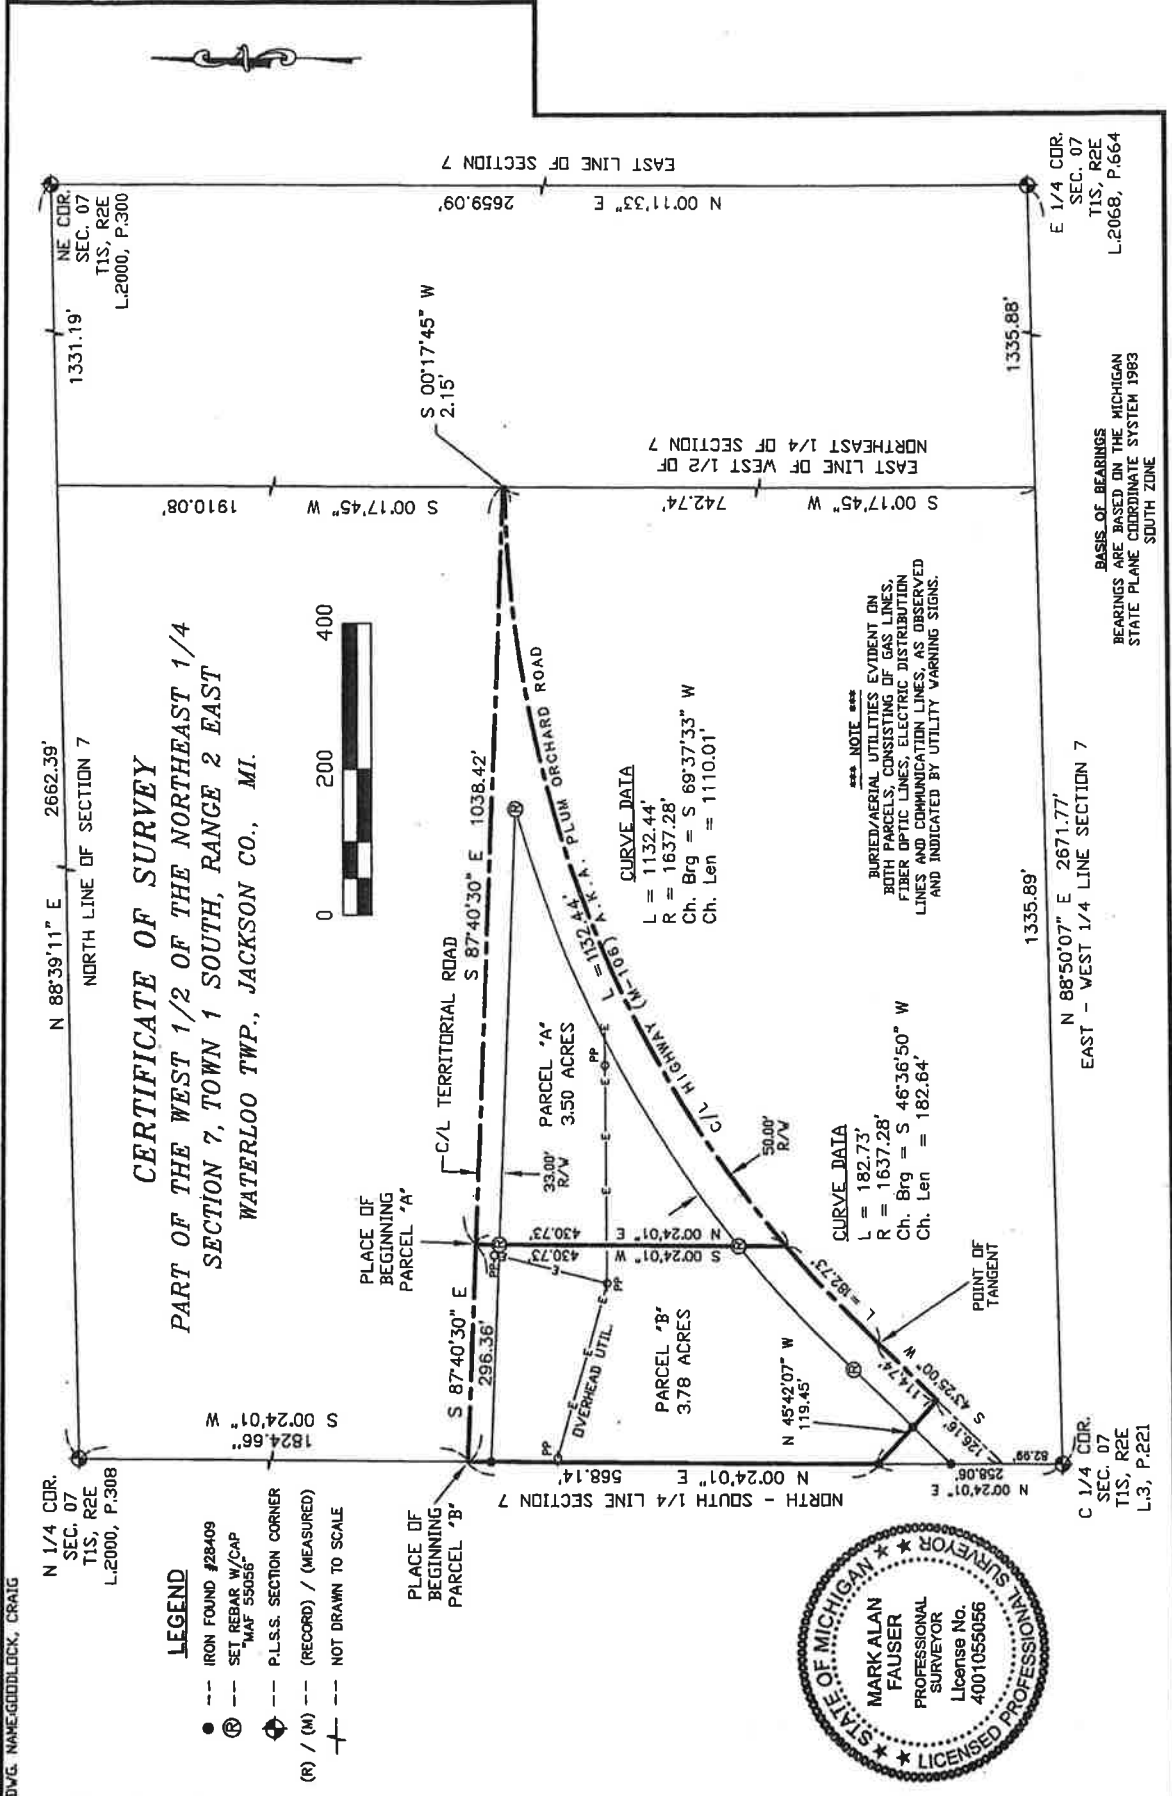 DWG. NAME:GOODLOCK, CRAIG
CERTIFICATE OF SURVEY
PART OF THE WEST 1/2 OF THE NORTHEAST 1/4
SECTION 7, TOWN 1 SOUTH, RANGE 2 EAST
WATERLOO TWP., JACKSON CO., MI.
0 200 400
N 1/4 COR.
SEC. 07
T1S, R2E
L.2000, P.308
N 88°39'11" E 2662.39'
NORTH LINE OF SECTION 7
1331.19'
NE COR.
SEC. 07
T1S, R2E
L.2000, P.300
LEGEND
IRON FOUND #28409
SET REBAR W/CAP
"MAF 55056"
P.L.S.S. SECTION CORNER
(R) / (M) --- (RECORD) / (MEASURED)
NOT DRAWN TO SCALE
S 00°24'01" W
1824.66"
PLACE OF
BEGINNING
PARCEL "B"
PLACE OF
BEGINNING
PARCEL "A"
S 87°40'30" E
296.36'
C/L TERRITORIAL ROAD
S 87°40'30" E 1038.42'
S 00°17'45" W
2.15'
1910.08'
S 00°17'45" W
EAST LINE OF SECTION 7
2659.09'
N 00°11'33" E
EAST LINE OF WEST 1/2 OF
NORTHEAST 1/4 OF SECTION 7
742.74'
S 00°17'45" W
33.00'
R/W
PARCEL "A"
3.50 ACRES
N 00°24'01" E 430.73'
S 00°24'01" W 430.73'
PP
PP
PP
PP
E
E
E
E
E
E
E
E
OVERHEAD UTIL.
PARCEL "B"
3.78 ACRES
NORTH - SOUTH 1/4 LINE SECTION 7
N 00°24'01" E 568.14'
N 45°42'07" W
119.45'
L =182.73'
L =1132.44'
C/L HIGHWAY (M-106) A.K.A. PLUM ORCHARD ROAD
50.00'
R/W
CURVE DATA
L = 1132.44'
R = 1637.28'
Ch. Brg = S 69°37'33" W
Ch. Len = 1110.01'
CURVE DATA
L = 182.73'
R = 1637.28'
Ch. Brg = S 46°36'50" W
Ch. Len = 182.64'
POINT OF
TANGENT
114.74'
S 43°25'00" W
126.16'
258.06'
N 00°24'01" E
82.99'
*** NOTE ***
BURIED/AERIAL UTILITIES EVIDENT ON
BOTH PARCELS, CONSISTING OF GAS LINES,
FIBER OPTIC LINES, ELECTRIC DISTRIBUTION
LINES AND COMMUNICATION LINES, AS OBSERVED
AND INDICATED BY UTILITY WARNING SIGNS.
C 1/4 COR.
SEC. 07
T1S, R2E
L.3, P.221
1335.89'
N 88°50'07" E 2671.77'
EAST - WEST 1/4 LINE SECTION 7
1335.88'
E 1/4 COR.
SEC. 07
T1S, R2E
L.2068, P.664
BASIS OF BEARINGS
BEARINGS ARE BASED ON THE MICHIGAN
STATE PLANE COORDINATE SYSTEM 1983
SOUTH ZONE
STATE OF MICHIGAN
MARK ALAN
FAUSER
PROFESSIONAL
SURVEYOR
License No.
4001055056
LICENSED PROFESSIONAL SURVEYOR